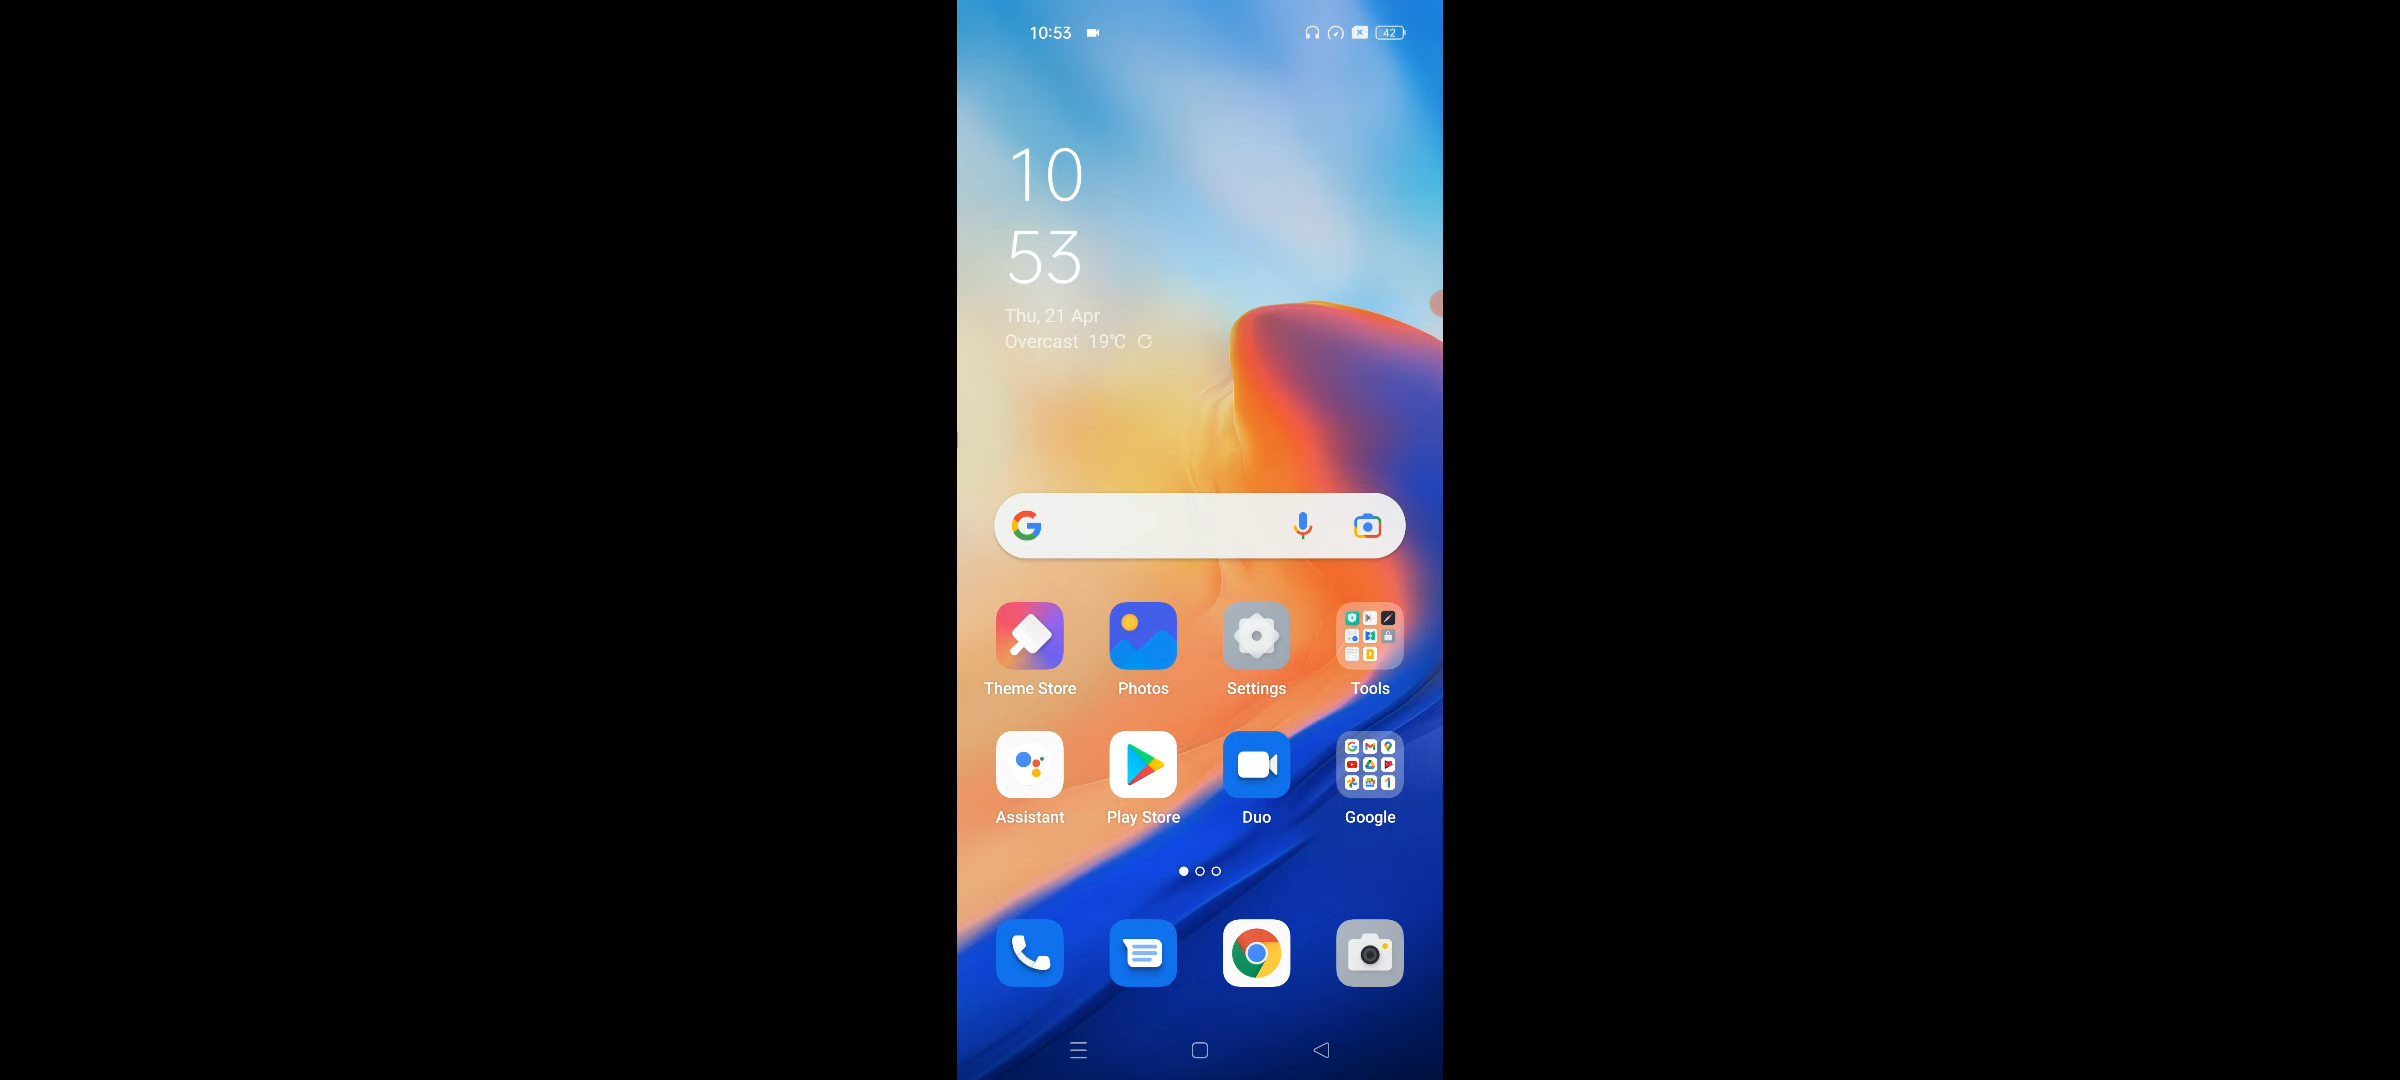 10:53
42
10
53
Thu, 21 Apr
Overcast 19°C
Theme Store
Photos
Settings
Tools
Assistant
Play Store
Duo
Google